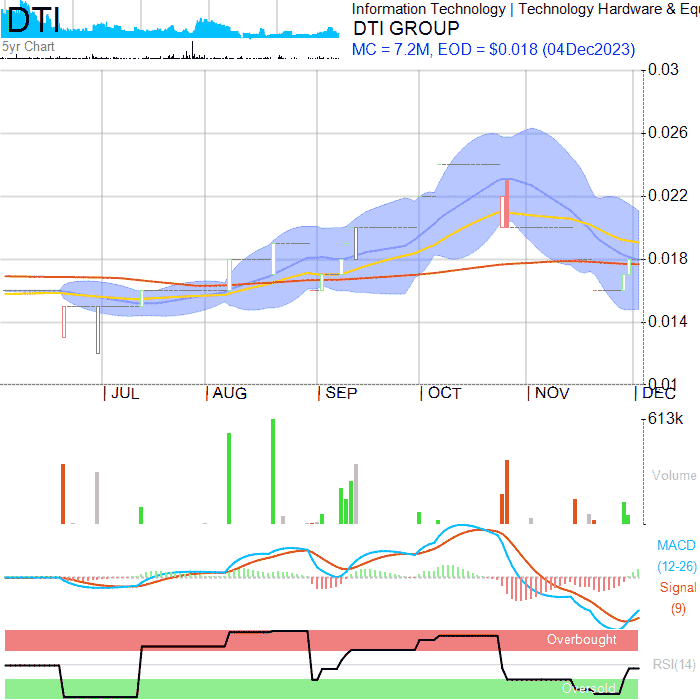 DTI
5yr Chart
Information Technology | Technology Hardware & Eq
DTI GROUP
MC = 7.2M, EOD = $0.018 (04Dec2023)
0.03
0.026
0.022
0.018
0.014
0.01
JUL
AUG
SEP
OCT
NOV
DEC
613k
Volume
MACD
(12-26)
Signal
(9)
Overbought
RSI(14)
Oversold